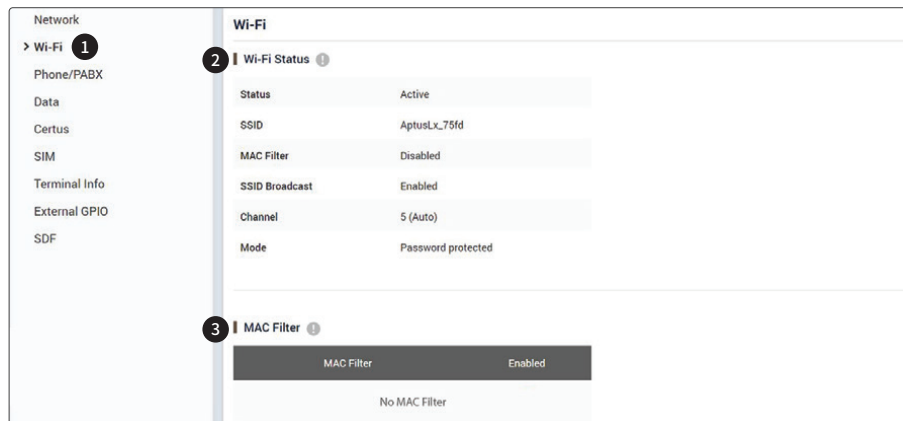 Network
Wi-Fi 1
Phone/PABX
Data
Certus
SIM
Terminal Info
External GPIO
SDF
Wi-Fi
2 Wi-Fi Status !
Status Active
SSID AptusLx_75fd
MAC Filter Disabled
SSID Broadcast Enabled
Channel 5 (Auto)
Mode Password protected
3 MAC Filter !
MAC Filter Enabled
No MAC Filter